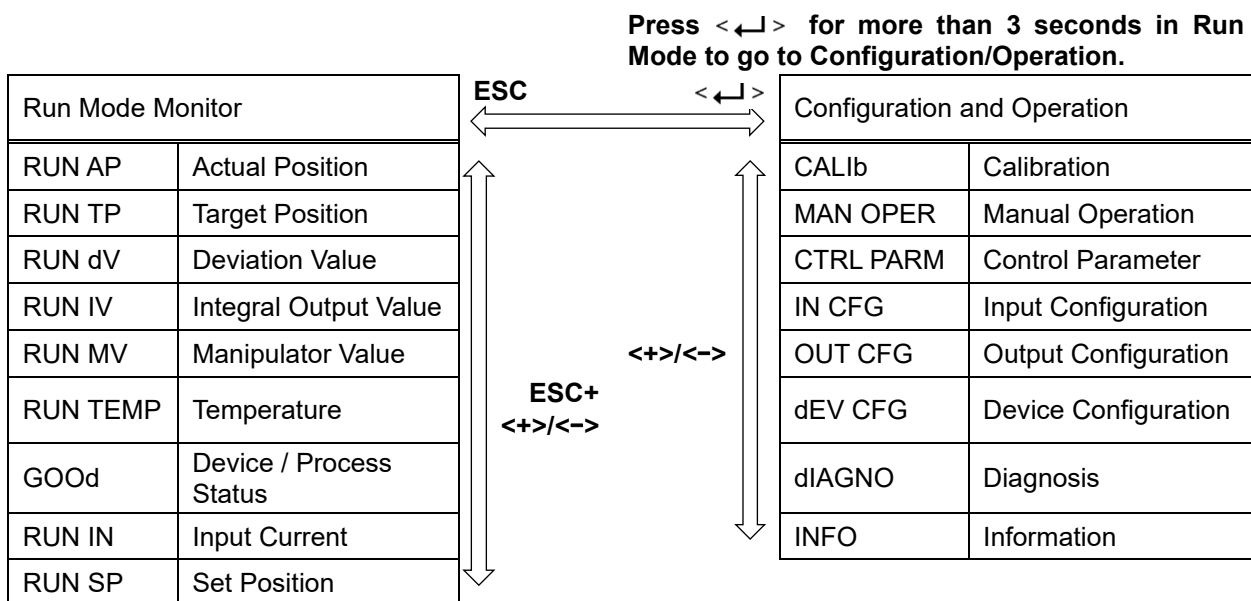 Press <↵> for more than 3 seconds in Run
Mode to go to Configuration/Operation.
ESC <↵>
Run Mode Monitor
RUN AP Actual Position
RUN TP Target Position
RUN dV Deviation Value
RUN IV Integral Output Value
RUN MV Manipulator Value
RUN TEMP Temperature
GOOd Device / Process
Status
RUN IN Input Current
RUN SP Set Position
ESC+
<+>/<−>
<+>/<−>
Configuration and Operation
CALIb Calibration
MAN OPER Manual Operation
CTRL PARM Control Parameter
IN CFG Input Configuration
OUT CFG Output Configuration
dEV CFG Device Configuration
dIAGNO Diagnosis
INFO Information